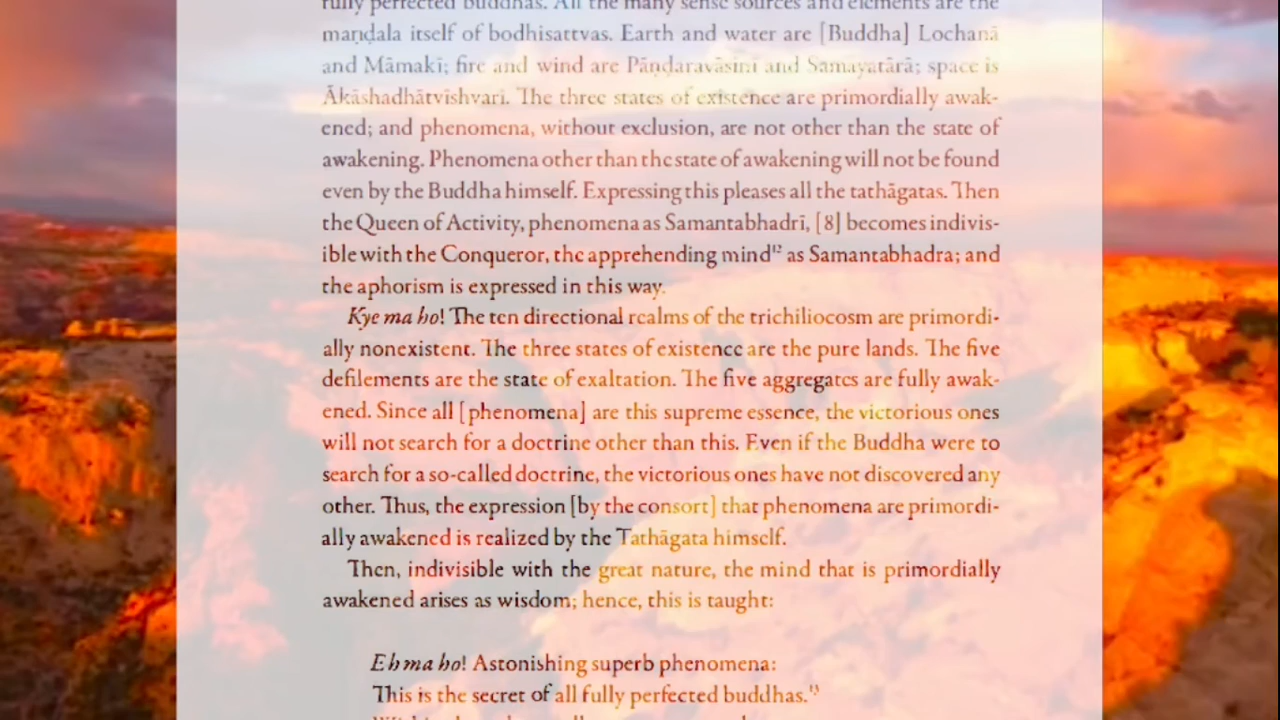 fully perfected buddhas. All the many sense sources and elements are the
maṇḍala itself of bodhisattvas. Earth and water are [Buddha] Lochanā
and Māmakī; fire and wind are Pāṇḍaravāsinī and Samayatārā; space is
Ākāshadhātvīshvarī. The three states of existence are primordially awak-
ened; and phenomena, without exclusion, are not other than the state of
awakening. Phenomena other than the state of awakening will not be found
even by the Buddha himself. Expressing this pleases all the tathāgatas. Then
the Queen of Activity, phenomena as Samantabhadrī, [8] becomes indivis-
ible with the Conqueror, the apprehending mind¹² as Samantabhadra; and
the aphorism is expressed in this way.
Kye ma ho! The ten directional realms of the trichiliocosm are primordi-
ally nonexistent. The three states of existence are the pure lands. The five
defilements are the state of exaltation. The five aggregates are fully awak-
ened. Since all [phenomena] are this supreme essence, the victorious ones
will not search for a doctrine other than this. Even if the Buddha were to
search for a so-called doctrine, the victorious ones have not discovered any
other. Thus, the expression [by the consort] that phenomena are primordi-
ally awakened is realized by the Tathāgata himself.
Then, indivisible with the great nature, the mind that is primordially
awakened arises as wisdom; hence, this is taught:
Eh ma ho! Astonishing superb phenomena:
This is the secret of all fully perfected buddhas.¹³